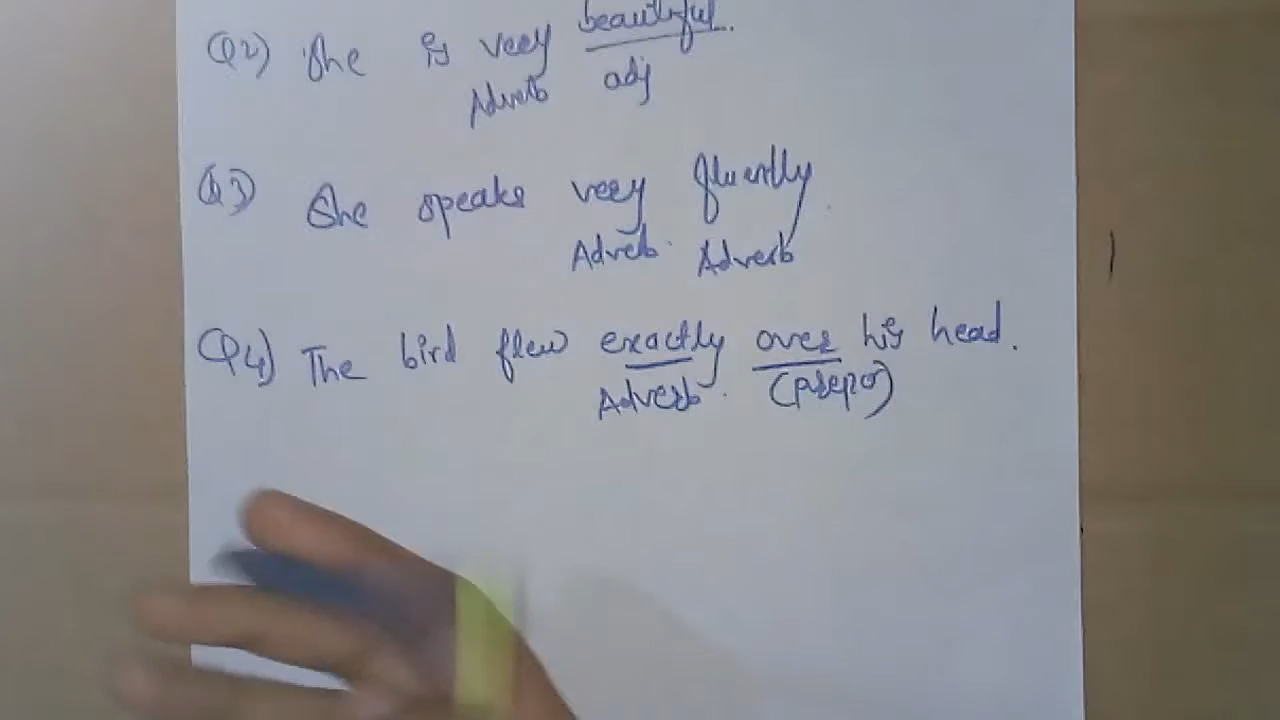 Q2) She is very beautiful.
Adverb adj
Q3) She speaks very fluently.
Adverb. Adverb
Q4) The bird flew exactly over his head.
Adverb. (prepo)